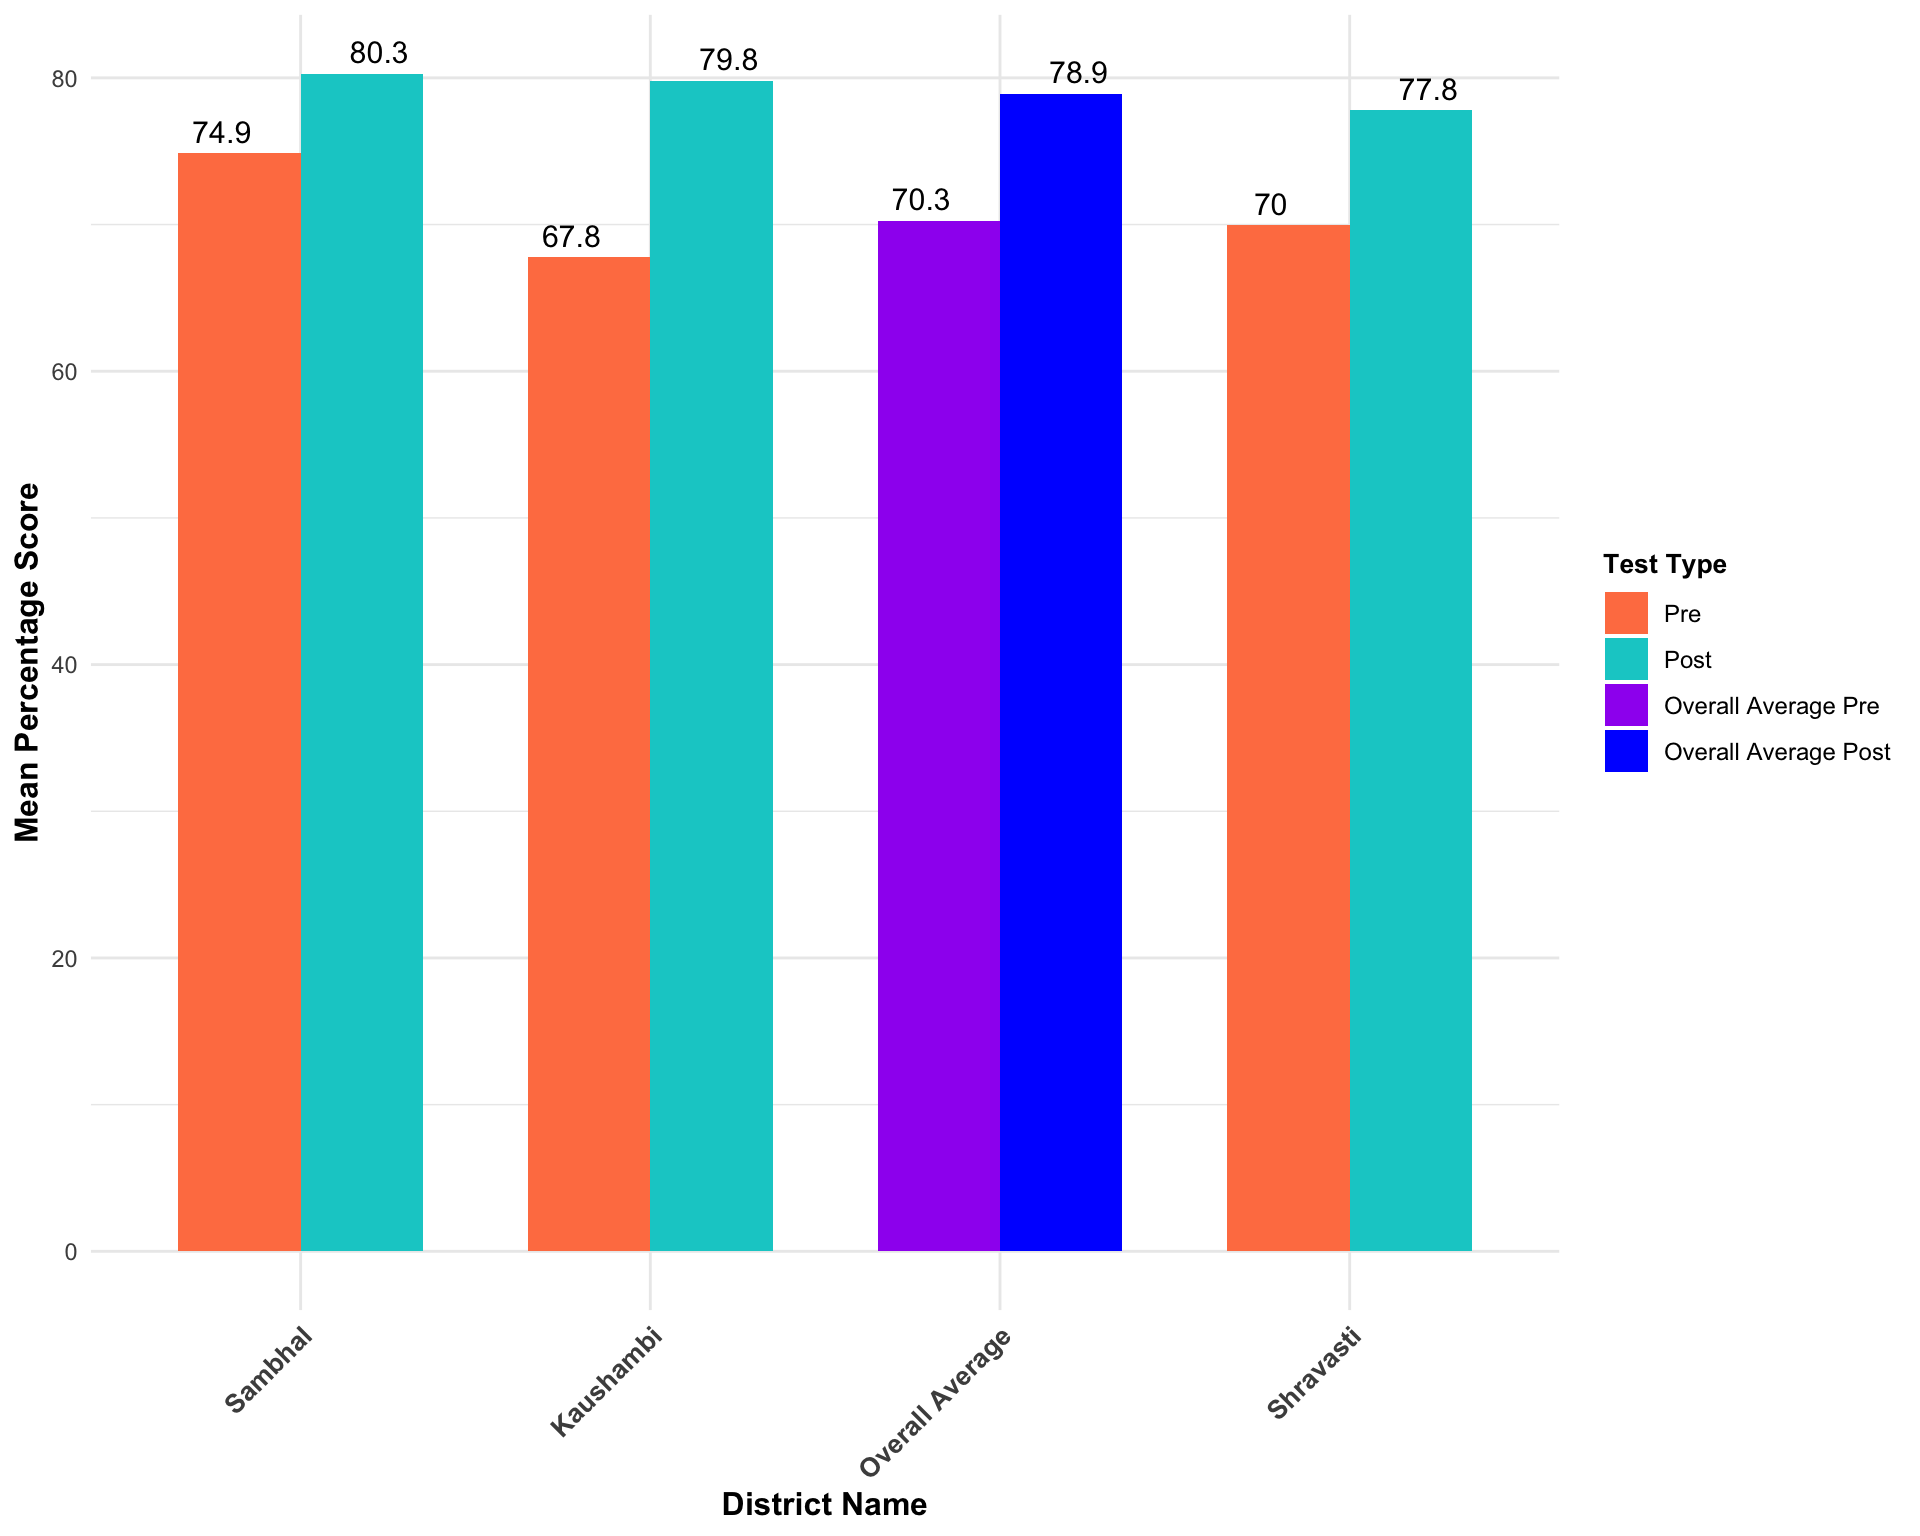 80.3
79.8
78.9
77.8
74.9
70.3
70
67.8
80
60
40
20
0
Mean Percentage Score
Sambhal
Kaushambi
Overall Average
Shravasti
District Name
Test Type
Pre
Post
Overall Average Pre
Overall Average Post